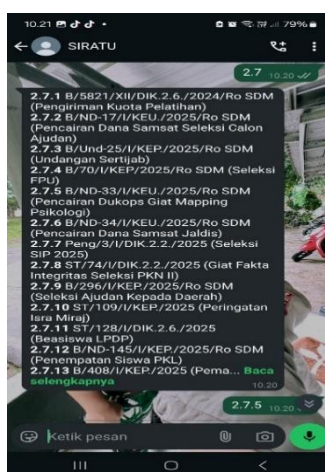 10.21
79%
SIRATU
2.7 10.20
2.7.1 B/5821/XII/DIK.2.6./2024/Ro SDM
(Pengiriman Kuota Pelatihan)
2.7.2 B/ND-17/I/KEU./2025/Ro SDM
(Pencairan Dana Samsat Seleksi Calon
Ajudan)
2.7.3 B/Und-25/I/KEP./2025/Ro SDM
(Undangan Sertijab)
2.7.4 B/70/I/KEP/2025/Ro SDM (Seleksi
FPU)
2.7.5 B/ND-33/I/KEU./2025/Ro SDM
(Pencairan Dukops Giat Mapping
Psikologi)
2.7.6 B/ND-34/I/KEU./2025/Ro SDM
(Pencairan Dana Samsat Jaldis)
2.7.7 Peng/3/I/DIK.2.2./2025 (Seleksi
SIP 2025)
2.7.8 ST/74/I/DIK.2.2/2025 (Giat Fakta
Integritas Seleksi PKN II)
2.7.9 B/296/I/KEP./2025/Ro SDM
(Seleksi Ajudan Kepada Daerah)
2.7.10 ST/109/I/KEP./2025 (Peringatan
Isra Miraj)
2.7.11 ST/128/I/DIK.2.6./2025
(Beasiswa LPDP)
2.7.12 B/ND-145/I/KEP./2025/Ro SDM
(Penempatan Siswa PKL)
2.7.13 B/408/I/KEP./2025 (Pema... Baca
selengkapnya
10.20
2.7.5 10.20
Ketik pesan